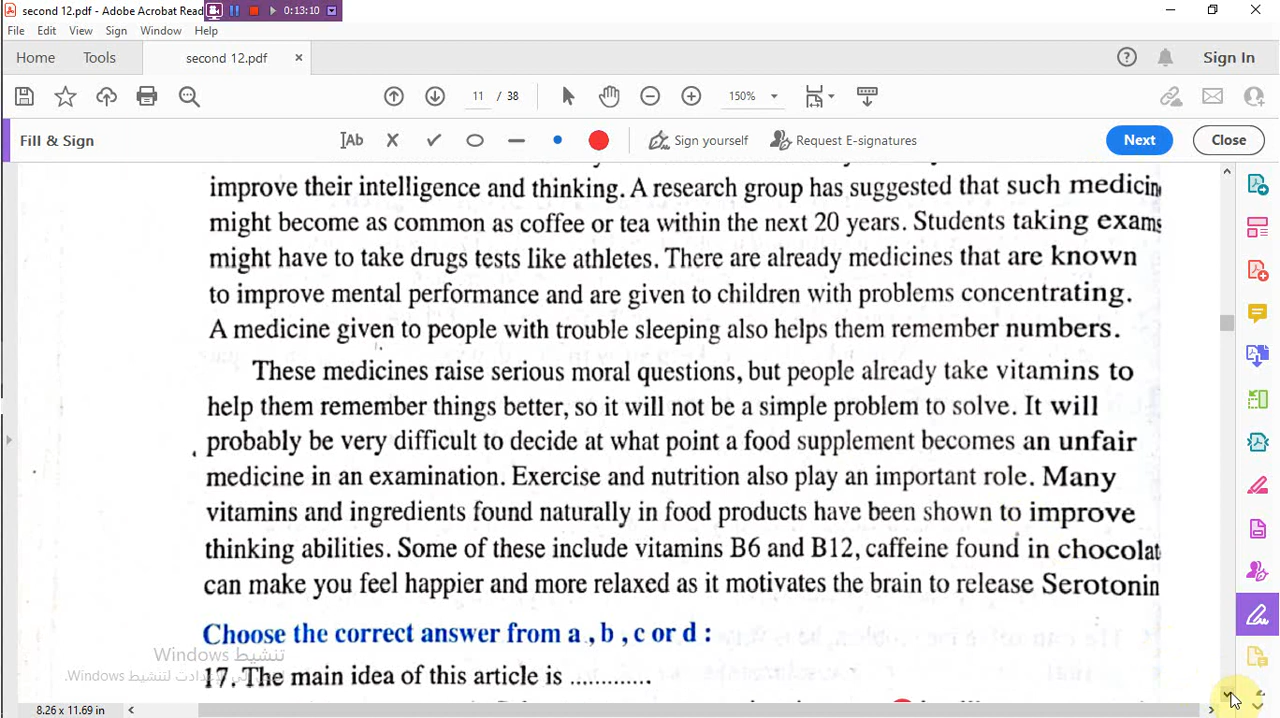 second 12.pdf - Adobe Acrobat Read
0:13:10
File Edit View Sign Window Help
Home Tools second 12.pdf × Sign In
11 / 38 150%
Fill & Sign Ab Sign yourself Request E-signatures Next Close
improve their intelligence and thinking. A research group has suggested that such medicin
might become as common as coffee or tea within the next 20 years. Students taking exams
might have to take drugs tests like athletes. There are already medicines that are known
to improve mental performance and are given to children with problems concentrating.
A medicine given to people with trouble sleeping also helps them remember numbers.
These medicines raise serious moral questions, but people already take vitamins to
help them remember things better, so it will not be a simple problem to solve. It will
probably be very difficult to decide at what point a food supplement becomes an unfair
medicine in an examination. Exercise and nutrition also play an important role. Many
vitamins and ingredients found naturally in food products have been shown to improve
thinking abilities. Some of these include vitamins B6 and B12, caffeine found in chocolat
can make you feel happier and more relaxed as it motivates the brain to release Serotonin
Choose the correct answer from a , b , c or d :
تنشيط Windows
17. The main idea of this article is ............
لتنشيط Windows.
8.26 x 11.69 in